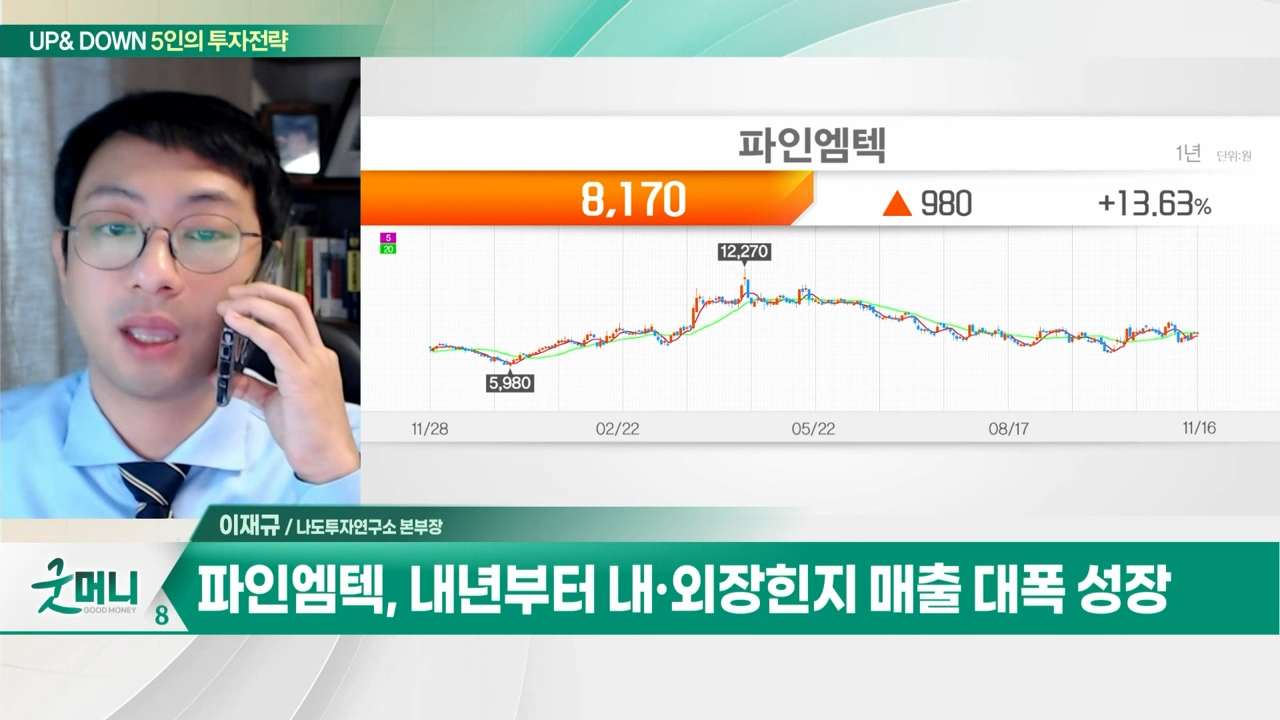 UP& DOWN 5인의 투자전략
파인엠텍
1년 단위:원
8,170 ▲ 980 +13.63%
5
20
12,270
5,980
11/28 02/22 05/22 08/17 11/16
이재규 / 나도투자연구소 본부장
굿머니
GOOD MONEY
8
파인엠텍, 내년부터 내·외장힌지 매출 대폭 성장